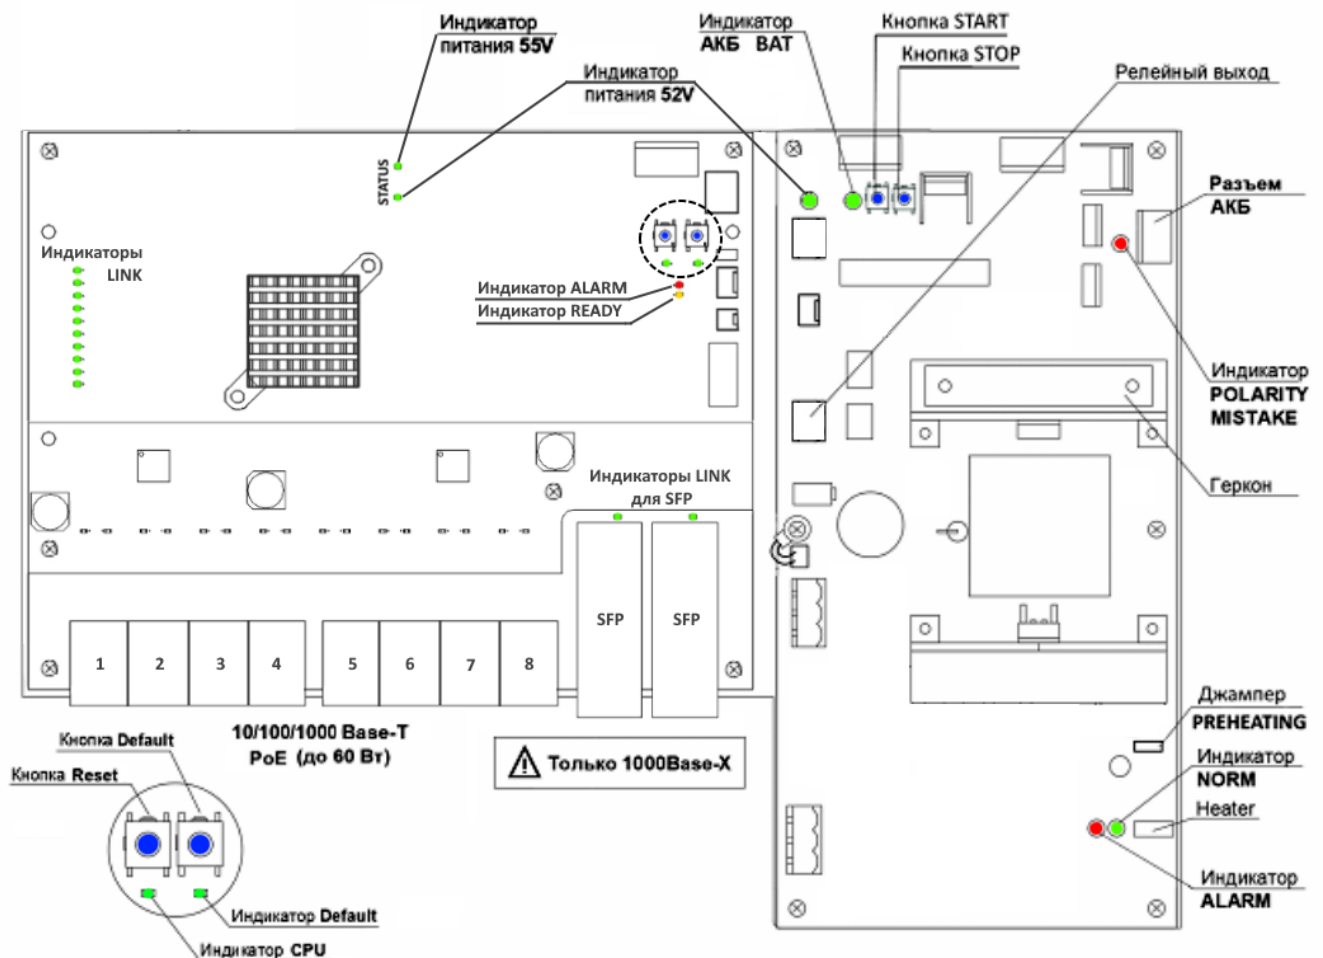 Индикатор
питания 55V
Индикатор
АКБ BAT
Кнопка START
Кнопка STOP
Индикатор
питания 52V
Релейный выход
STATUS
Разъем
АКБ
Индикаторы
LINK
Индикатор ALARM
Индикатор READY
Индикатор
POLARITY
MISTAKE
Геркон
Индикаторы LINK
для SFP
SFP
SFP
1
2
3
4
5
6
7
8
10/100/1000 Base-T
PoE (до 60 Вт)
Только 1000Base-X
Джампер
PREHEATING
Индикатор
NORM
Heater
Индикатор
ALARM
Кнопка Default
Кнопка Reset
Индикатор Default
Индикатор CPU